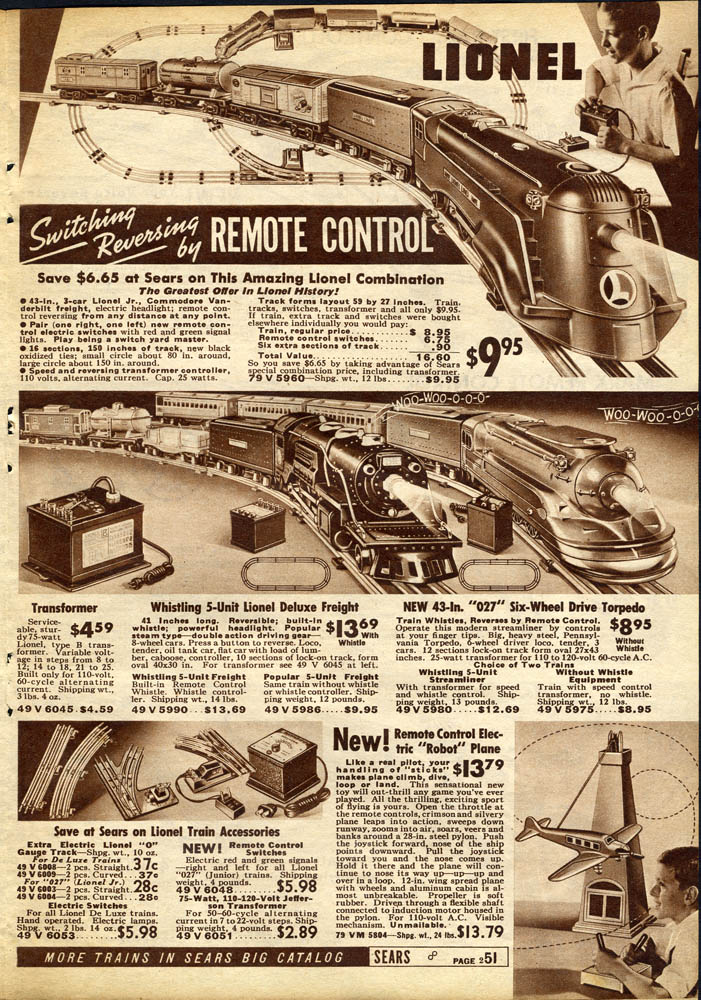 LIONEL
Switching
Reversing
by REMOTE CONTROL
Save $6.65 at Sears on This Amazing Lionel Combination
The Greatest Offer in Lionel History!
● 43-in., 3-car Lionel Jr., Commodore Van-
derbilt freight, electric headlight; remote con-
trol reversing from any distance at any point.
● Pair (one right, one left) new remote con-
trol electric switches with red and green signal
lights. Play being a switch yard master.
● 16 sections, 150 inches of track, new black
oxidized ties; small circle about 80 in. around,
large circle about 150 in. around.
● Speed and reversing transformer controller,
110 volts, alternating current. Cap. 25 watts.
Track forms layout 59 by 27 inches. Train,
tracks, switches, transformer and all only $9.95.
If train, extra track and switches were bought
elsewhere individually you would pay:
Train, regular price........ $ 8.95
Remote control switches...... 6.75
Six extra sections of track.... .90
Total Value.............. 16.60
So you save $6.65 by taking advantage of Sears
special combination price, including transformer.
79 V 5960—Shpg. wt., 12 lbs......$9.95
$9.95
WOO-WOO-O-O-O-
WOO-WOO-O-O-
Transformer
Service-
able, stur-
dy 75-watt
$4.59
Lionel, type B trans-
former. Variable volt-
age in steps from 8 to
12; 14 to 18, 21 to 25.
Built only for 110-volt,
60-cycle alternating
current. Shipping wt.,
3 lbs. 4 oz.
49 V 6045.$4.59
Whistling 5-Unit Lionel Deluxe Freight
41 Inches long. Reversible; built-in
whistle; powerful headlight. Popular
steam type—double action driving gear—
$13.69 With Whistle
8-wheel cars. Press a button to reverse. Loco,
tender, oil tank car, flat car with load of lum-
ber, caboose, controller, 10 sections of lock-on track, form
oval 40x30 in. For transformer see 49 V 6045 at left.
Whistling 5-Unit Freight
Built-in Remote Control
Whistle. Whistle control-
ler. Shipping wt., 14 lbs.
49 V 5990...$13.69
Popular 5-Unit Freight
Same train without whistle
or whistle controller. Ship-
ping weight, 12 pounds.
49 V 5986.....$9.95
NEW 43-In. "027" Six-Wheel Drive Torpedo
Train Whistles, Reverses by Remote Control.
Operate this modern streamliner by controls
at your finger tips. Big, heavy steel, Pennsyl-
vania Torpedo, 6-wheel driver loco, tender, 3
$8.95 Without Whistle
cars. 12 sections lock-on track form oval 27x43
inches. 25-watt transformer for 110 to 120-volt 60-cycle A.C.
Choice of Two Trains
Whistling 5-Unit
Streamliner
With transformer for speed
and whistle control. Ship-
ping weight, 13 pounds.
49 V 5980.....$12.69
Without Whistle
Equipment
Train with speed control
transformer, no whistle.
Shipping wt., 12 lbs.
49 V 5975.....$8.95
Save at Sears on Lionel Train Accessories
Extra Electric Lionel "O"
Gauge Track—Shpg. wt., 10 oz.
For De Luxe Trains
49 V 6008—2 pcs. Straight..37c
49 V 6009—2 pcs. Curved...37c
For "027" (Lionel Jr.)
49 V 6003—2 pcs. Straight.28c
49 V 6004—2 pcs. Curved...28c
Electric Switches
For all Lionel De Luxe trains.
Hand operated. Electric lamps.
Shpg. wt., 2 lbs. 14 oz.
49 V 6053........$5.98
NEW! Remote Control
Switches
Electric red and green signals
—right and left for all Lionel
"027" (Junior) trains. Shipping
weight, 4 pounds.
49 V 6048........$5.98
75-Watt, 110-120-Volt Jeffer-
son Transformer
For 50-60-cycle alternating
current in 7 to 22-volt steps. Ship-
ping weight, 4 pounds.
49 V 6051........$2.89
New! Remote Control Elec-
tric "Robot" Plane
Like a real pilot, your
handling of "sticks"
makes plane climb, dive,
$13.79
loop or land. This sensational new
toy will out-thrill any game you've ever
played. All the thrilling, exciting sport
of flying is yours. Open the throttle at
the remote controls, crimson and silvery
plane leaps into action, sweeps down
runway, zooms into air, soars, veers and
banks around a 28-in. steel pylon. Push
the joystick forward, nose of the ship
points downward. Pull the joystick
toward you and the nose comes up.
Hold it there and the plane will con-
tinue to nose its way up—up—up and
over in a loop. 12-in. wing spread plane
with wheels and aluminum cabin is al-
most unbreakable. Propeller is soft
rubber. Driven through a flexible shaft
connected to induction motor housed in
the pylon. For 110-volt A.C. Visible
mechanism. Unmailable.
79 VM 5804—Shpg. wt., 24 lbs.$13.79
MORE TRAINS IN SEARS BIG CATALOG
SEARS
PAGE 251